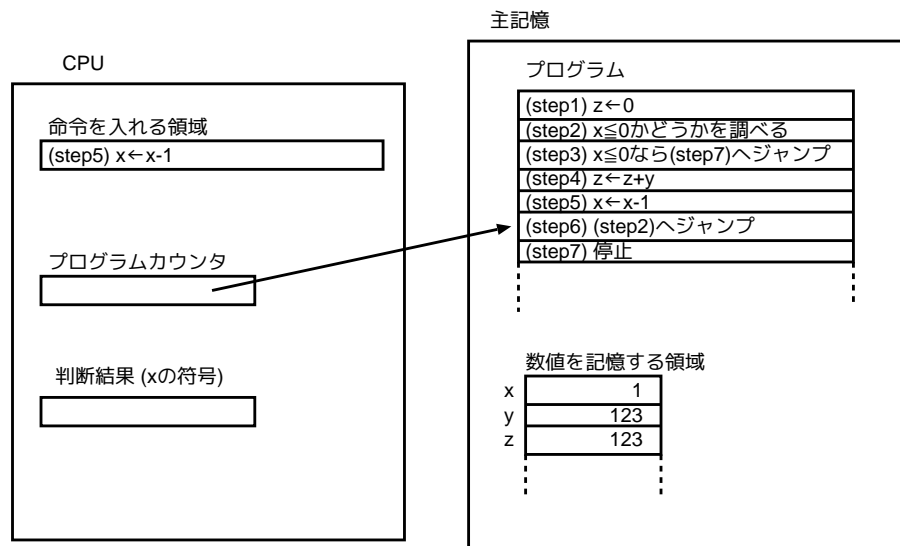 主記憶
CPU
命令を入れる領域
(step5) x←x-1
プログラムカウンタ
判断結果 (xの符号)
プログラム
(step1) z←0
(step2) x≦0かどうかを調べる
(step3) x≦0なら(step7)へジャンプ
(step4) z←z+y
(step5) x←x-1
(step6) (step2)へジャンプ
(step7) 停止
数値を記憶する領域
x 1
y 123
z 123